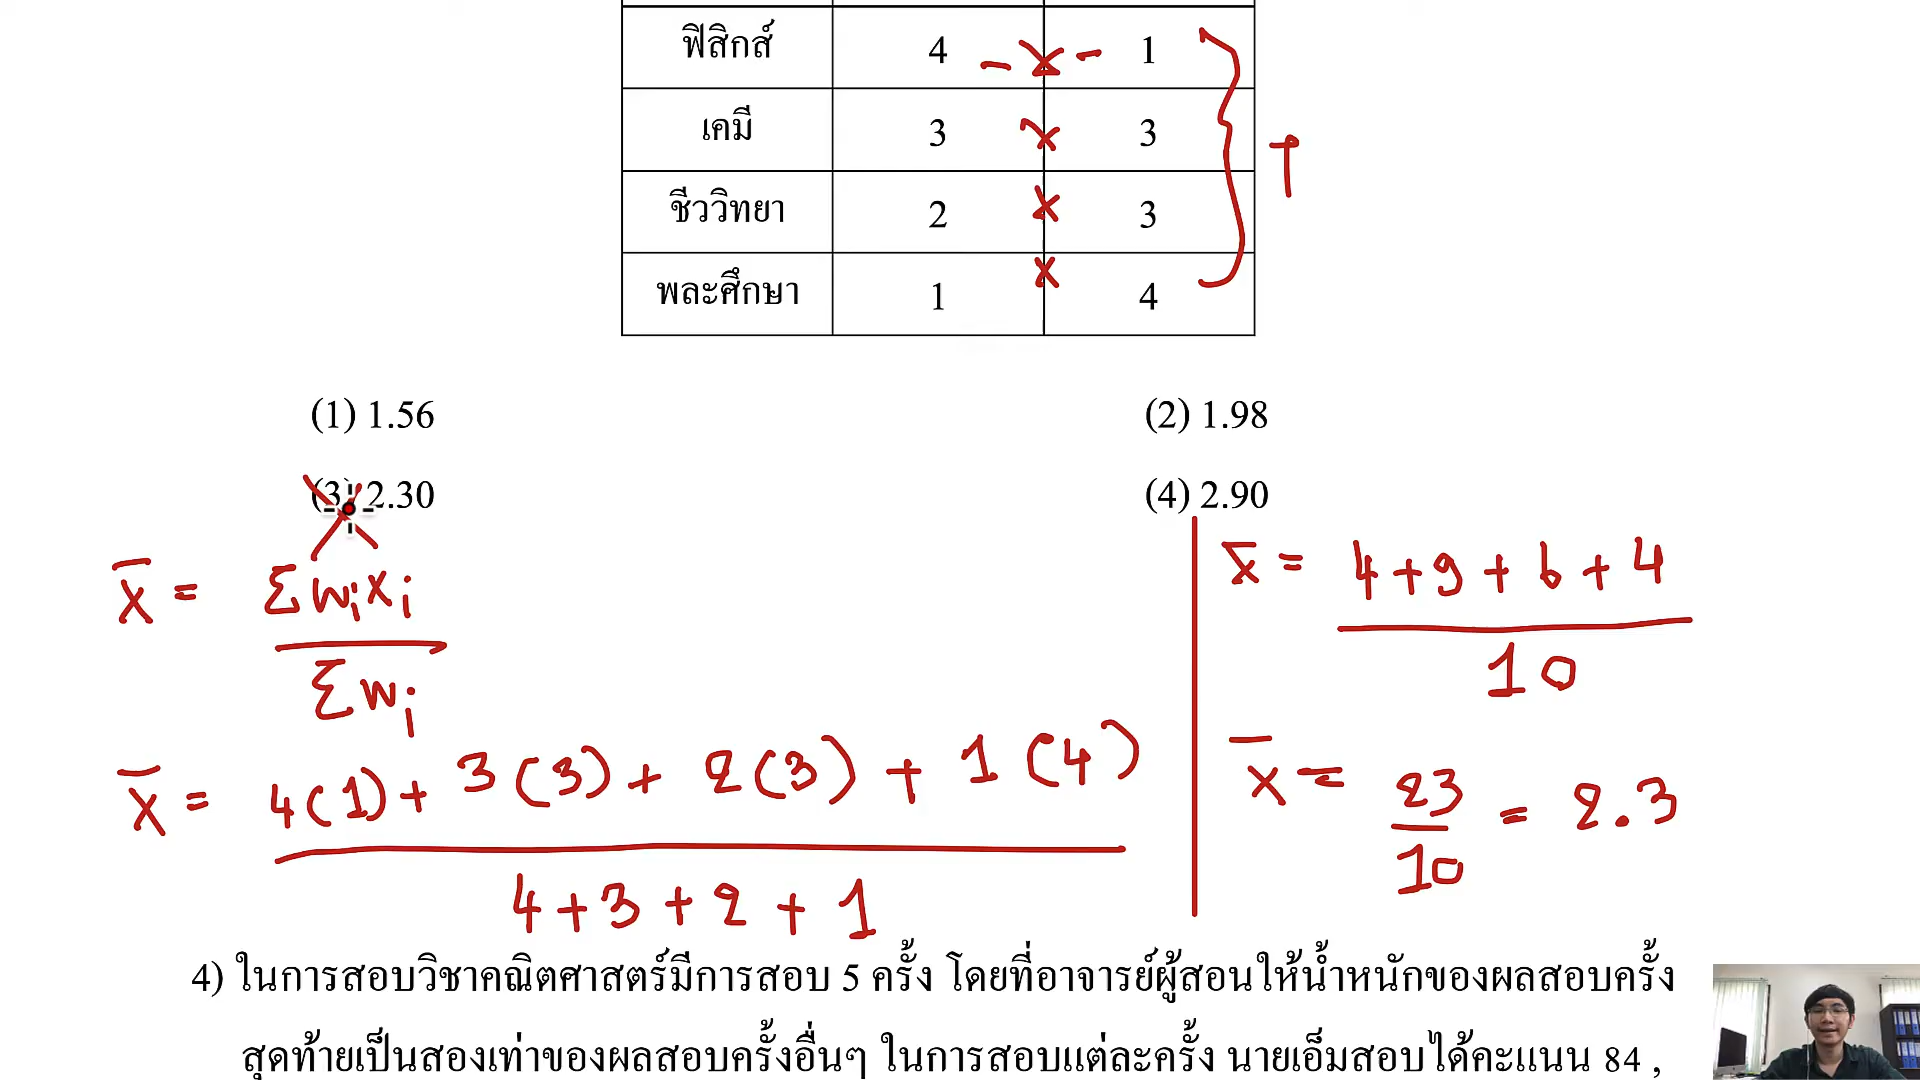 ฟิสิกส์ 4 - x - 1
เคมี 3 x 3
ชีววิทยา 2 x 3
พละศึกษา 1 x 4
(1) 1.56 (2) 1.98
(3) 2.30 (4) 2.90
x̄ = Σwᵢxᵢ / Σwᵢ
x̄ = 4(1) + 3(3) + 2(3) + 1(4)
4 + 3 + 2 + 1
x̄ = 4 + 9 + 6 + 4
10
x̄ = 23 / 10 = 2.3
4) ในการสอบวิชาคณิตศาสตร์มีการสอบ 5 ครั้ง โดยที่อาจารย์ผู้สอนให้น้ำหนักของผลสอบครั้ง
สุดท้ายเป็นสองเท่าของผลสอบครั้งอื่นๆ ในการสอบแต่ละครั้ง นายเอ็มสอบได้คะแนน 84 ,